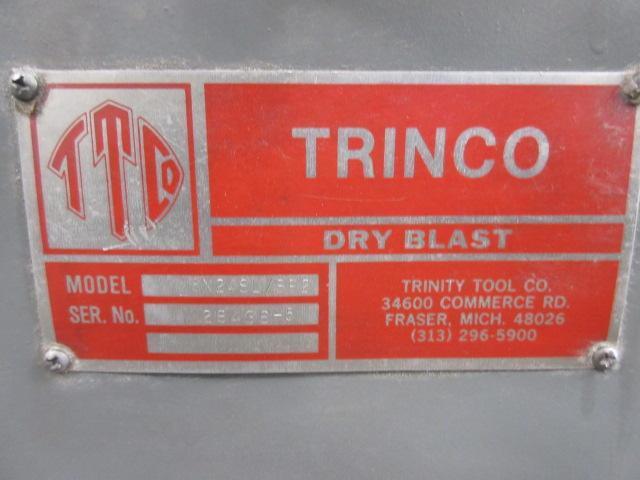 TTCO
TRINCO
DRY BLAST
MODEL
SER. No.
TRINITY TOOL CO.
34600 COMMERCE RD.
FRASER, MICH. 48026
(313) 296-5900